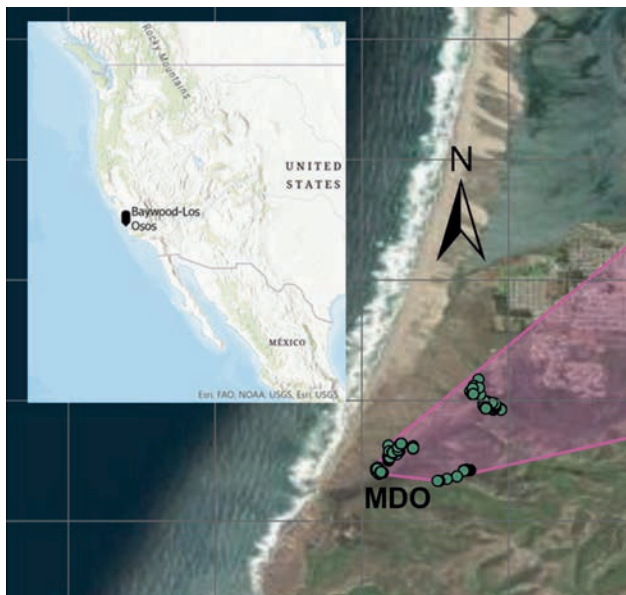 Rocky Mountains
UNITED
STATES
Baywood-Los
Osos
MÉXICO
Esri, FAO, NOAA, USGS, Esri, USGS
N
MDO